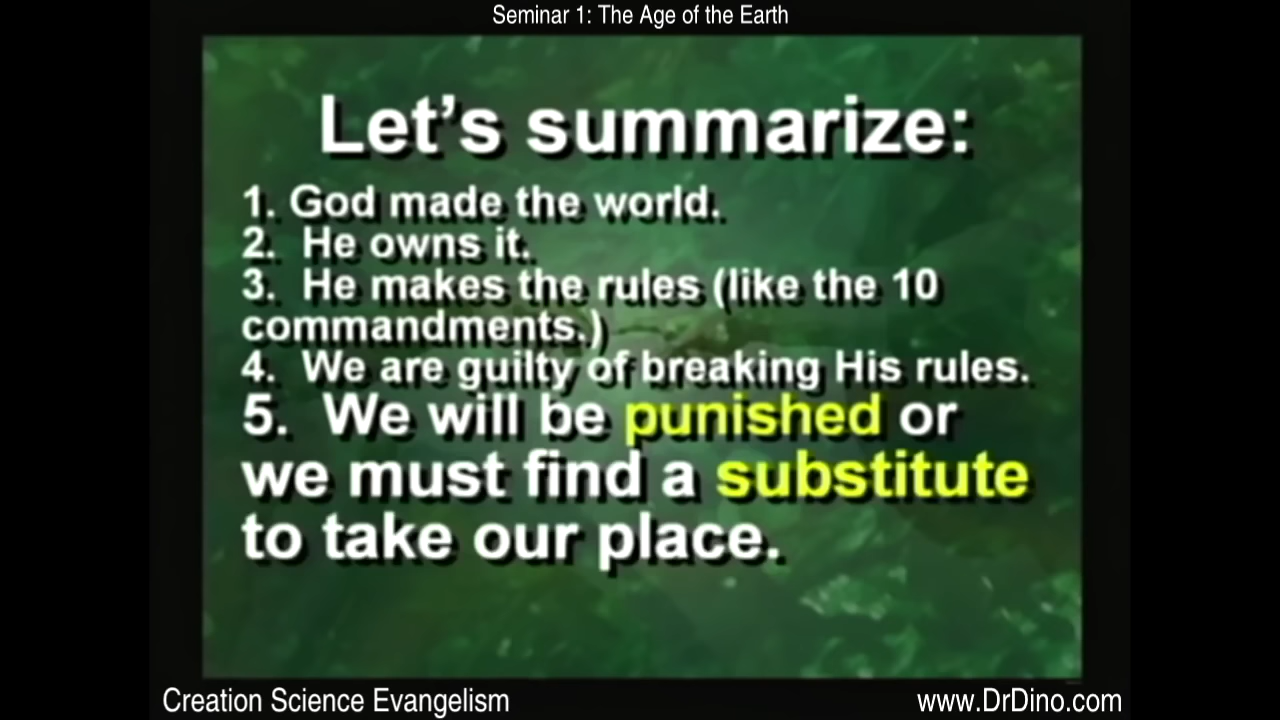 Seminar 1: The Age of the Earth
Let's summarize:
1. God made the world.
2. He owns it.
3. He makes the rules (like the 10
commandments.)
4. We are guilty of breaking His rules.
5. We will be punished or
we must find a substitute
to take our place.
Creation Science Evangelism
www.DrDino.com